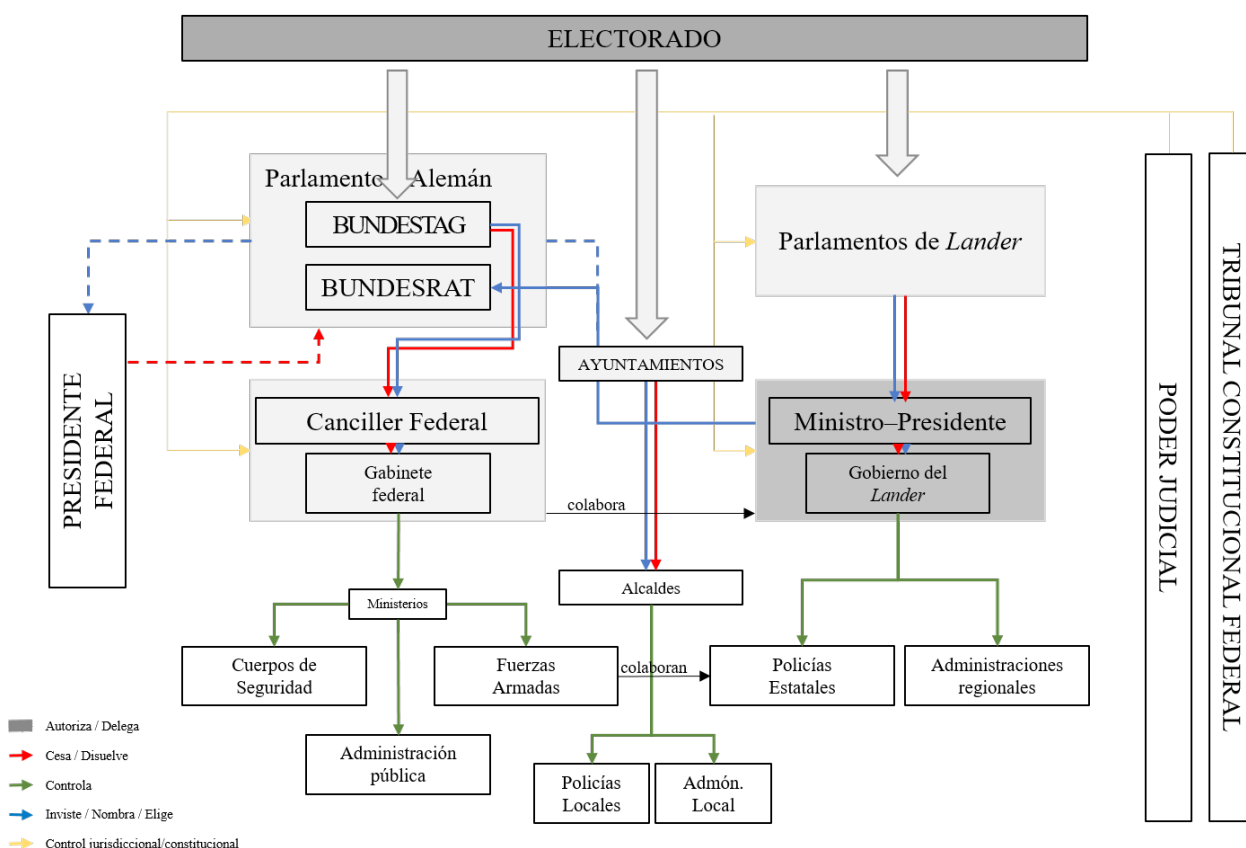 ELECTORADO
Parlamento Alemán
BUNDESTAG
BUNDESRAT
Parlamentos de Lander
PRESIDENTE
FEDERAL
AYUNTAMIENTOS
Canciller Federal
Gabinete
federal
Ministro–Presidente
Gobierno del
Lander
colabora
PODER JUDICIAL
TRIBUNAL CONSTITUCIONAL FEDERAL
Ministerios
Alcaldes
Cuerpos de
Seguridad
Fuerzas
Armadas
colaboran
Policías
Estatales
Administraciones
regionales
Administración
pública
Policías
Locales
Admón.
Local
Autoriza / Delega
Cesa / Disuelve
Controla
Inviste / Nombra / Elige
Control jurisdiccional/constitucional